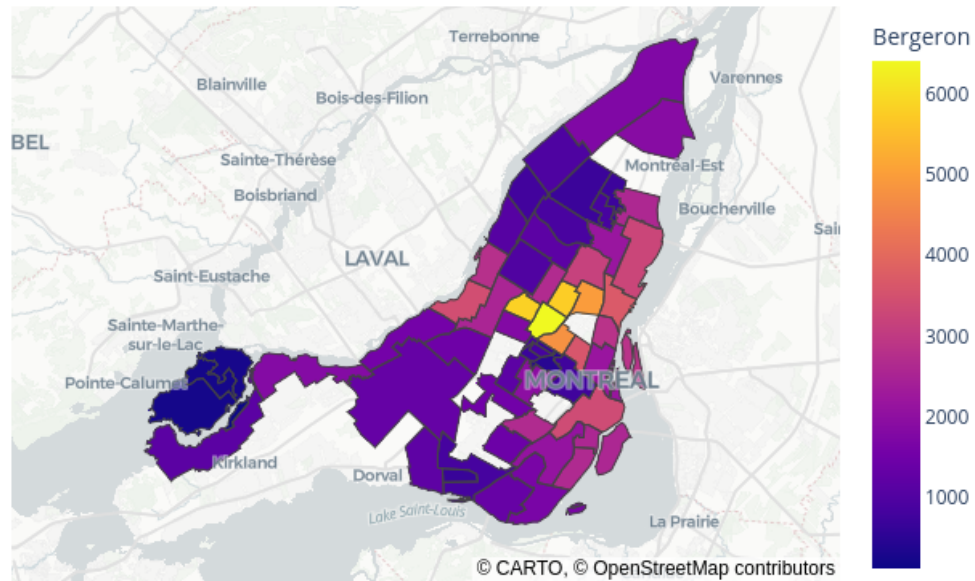 Terrebonne
Bergeron
Blainville
Varennes
Bois-des-Filion
6000
BEL
Sainte-Thérèse
Montréal-Est
Boisbriand
5000
Boucherville
Sai
LAVAL
Saint-Eustache
4000
Sainte-Marthe-
sur-le-Lac
3000
Pointe-Calumet
MONTRÉAL
2000
Kirkland
Dorval
1000
Lake Saint-Louis
La Prairie
© CARTO, © OpenStreetMap contributors